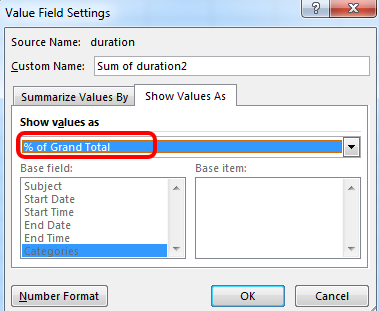 Value Field Settings
Source Name: duration
Custom Name: Sum of duration2
Summarize Values By Show Values As
Show values as
% of Grand Total
Base field: Base item:
Subject
Start Date
Start Time
End Date
End Time
Categories
Number Format OK Cancel